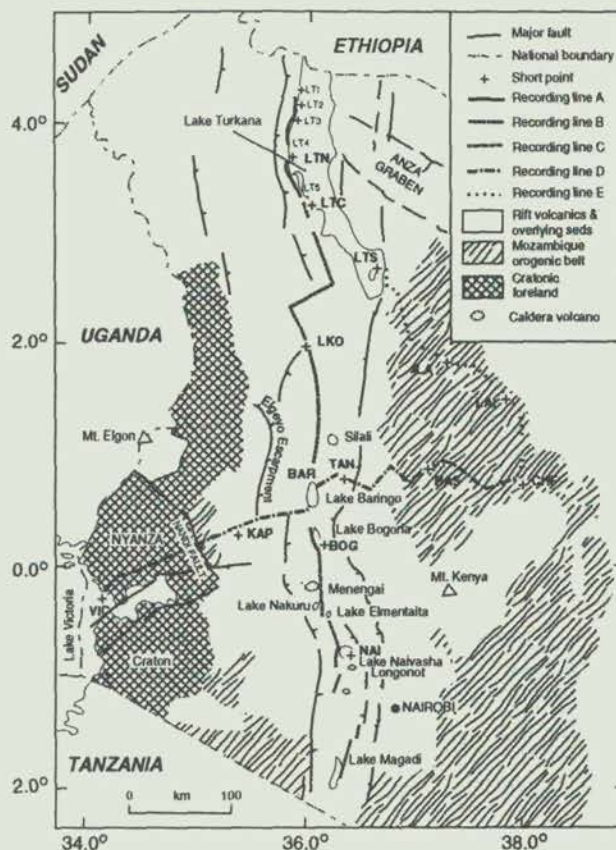 SUDAN
ETHIOPIA
Major fault
National boundary
Short point
Recording line A
Recording line B
Recording line C
Recording line D
Recording line E
Rift volcanics &
overlying seds
Mozambique
orogenic belt
Cratonic
foreland
Caldera volcano
LT1
LT2
LT3
Lake Turkana
4.0°
LT4
LTN
LT5
LTC
ANZA
GRABEN
LTS
2.0°
UGANDA
LKO
Elgeyo Escarpment
Mt. Elgon
Silali
BAR
TAN
BAS
Lake Baringo
NYANZA
NANDI FAULT
KAP
Lake Bogoria
BOG
0.0°
Menengai
Mt. Kenya
VIC
Lake Nakuru
Lake Elmentaita
Lake Victoria
Craton
NAI
Lake Naivasha
Longonot
NAIROBI
TANZANIA
Lake Magadi
2.0°
0
km
100
34.0°
36.0°
38.0°